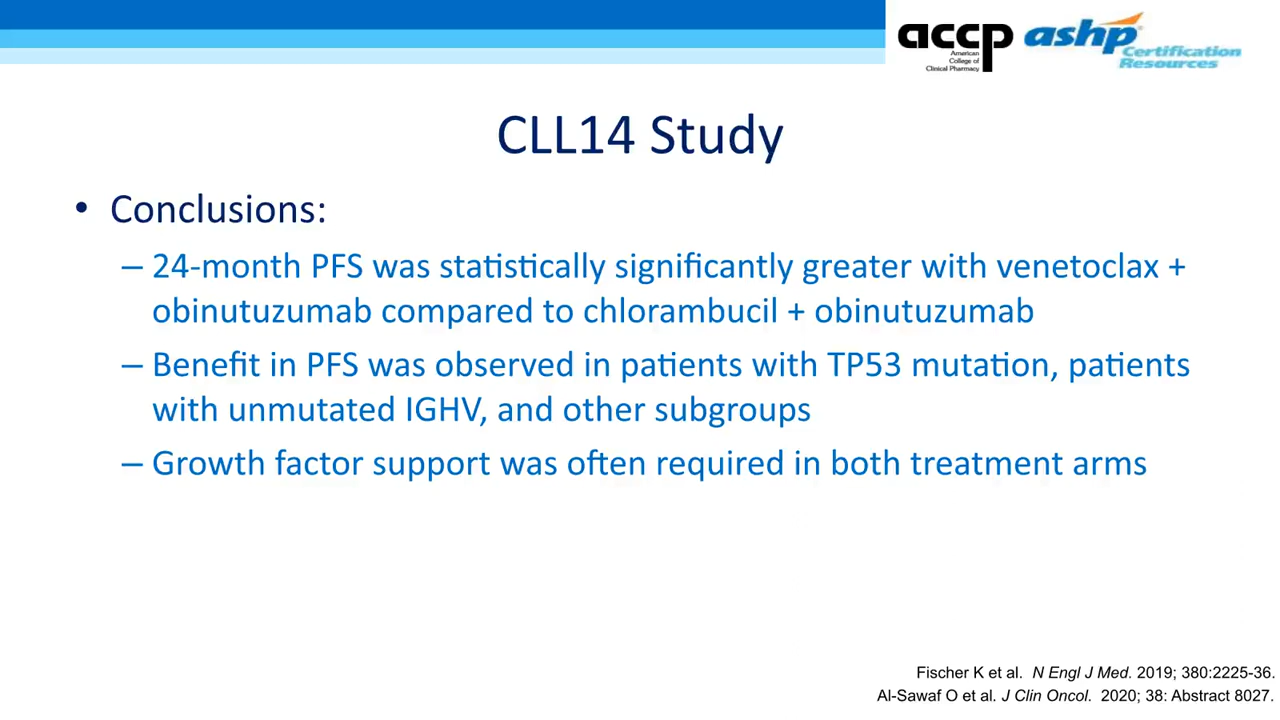 accp
American
College of
Clinical Pharmacy
ashp®
Certification
Resources
CLL14 Study
• Conclusions:
– 24-month PFS was statistically significantly greater with venetoclax +
obinutuzumab compared to chlorambucil + obinutuzumab
– Benefit in PFS was observed in patients with TP53 mutation, patients
with unmutated IGHV, and other subgroups
– Growth factor support was often required in both treatment arms
Fischer K et al. N Engl J Med. 2019; 380:2225-36.
Al-Sawaf O et al. J Clin Oncol. 2020; 38: Abstract 8027.